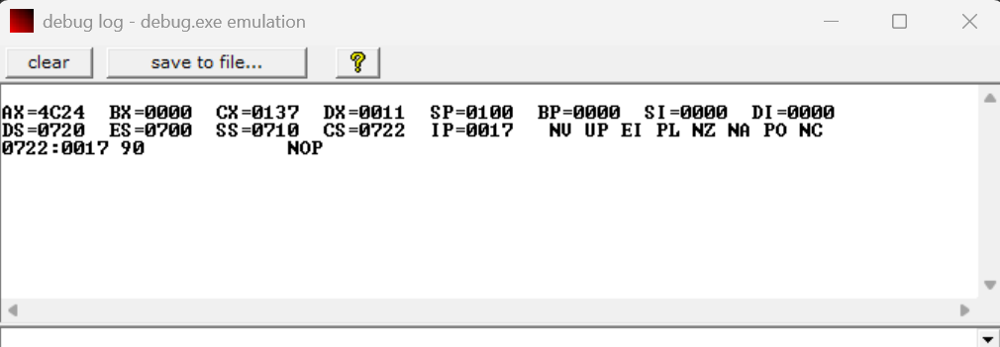 debug log - debug.exe emulation
clear save to file... ?
AX=4C24 BX=0000 CX=0137 DX=0011 SP=0100 BP=0000 SI=0000 DI=0000
DS=0720 ES=0700 SS=0710 CS=0722 IP=0017 NV UP EI PL NZ NA PO NC
0722:0017 90 NOP